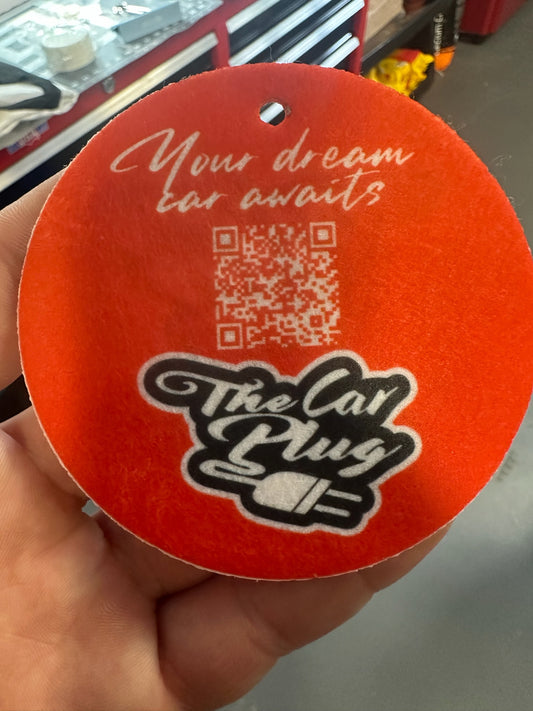 Your dream
car awaits
The Car
Plug